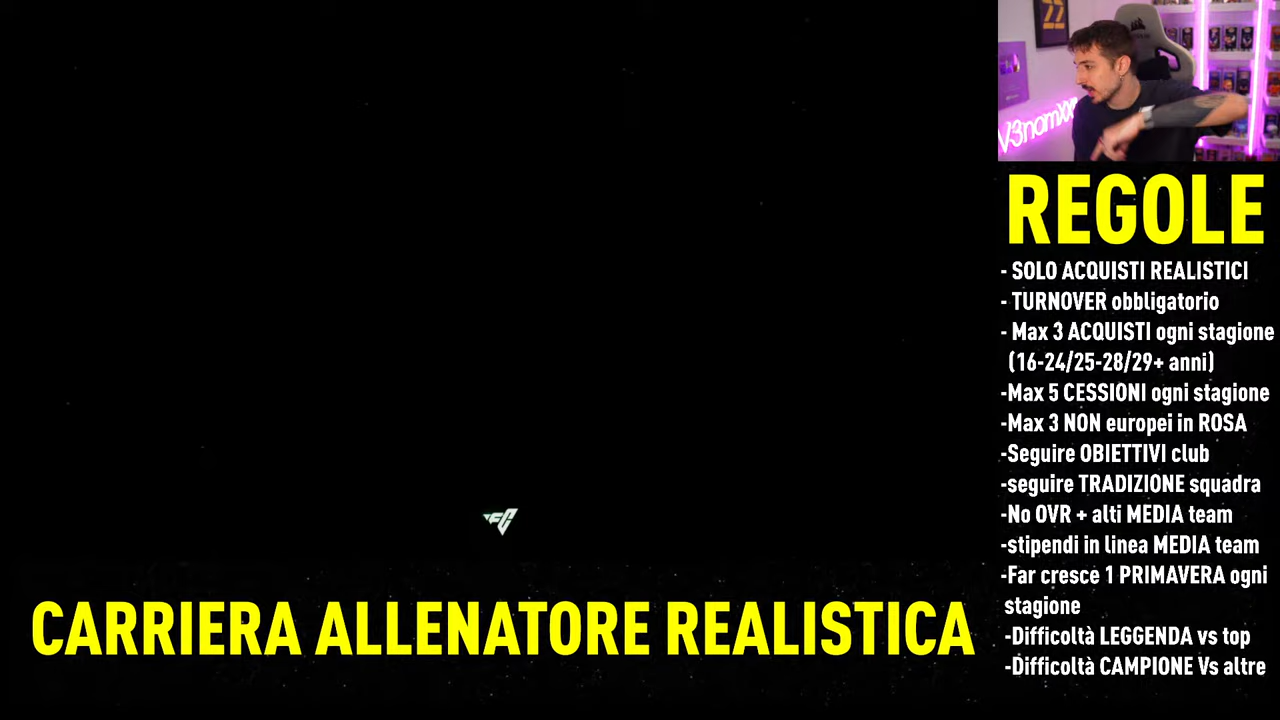 V3nomxx
REGOLE
- SOLO ACQUISTI REALISTICI
- TURNOVER obbligatorio
- Max 3 ACQUISTI ogni stagione
(16-24/25-28/29+ anni)
-Max 5 CESSIONI ogni stagione
-Max 3 NON europei in ROSA
-Seguire OBIETTIVI club
-seguire TRADIZIONE squadra
-No OVR + alti MEDIA team
-stipendi in linea MEDIA team
-Far cresce 1 PRIMAVERA ogni
stagione
-Difficoltà LEGGENDA vs top
-Difficoltà CAMPIONE Vs altre
FC
CARRIERA ALLENATORE REALISTICA